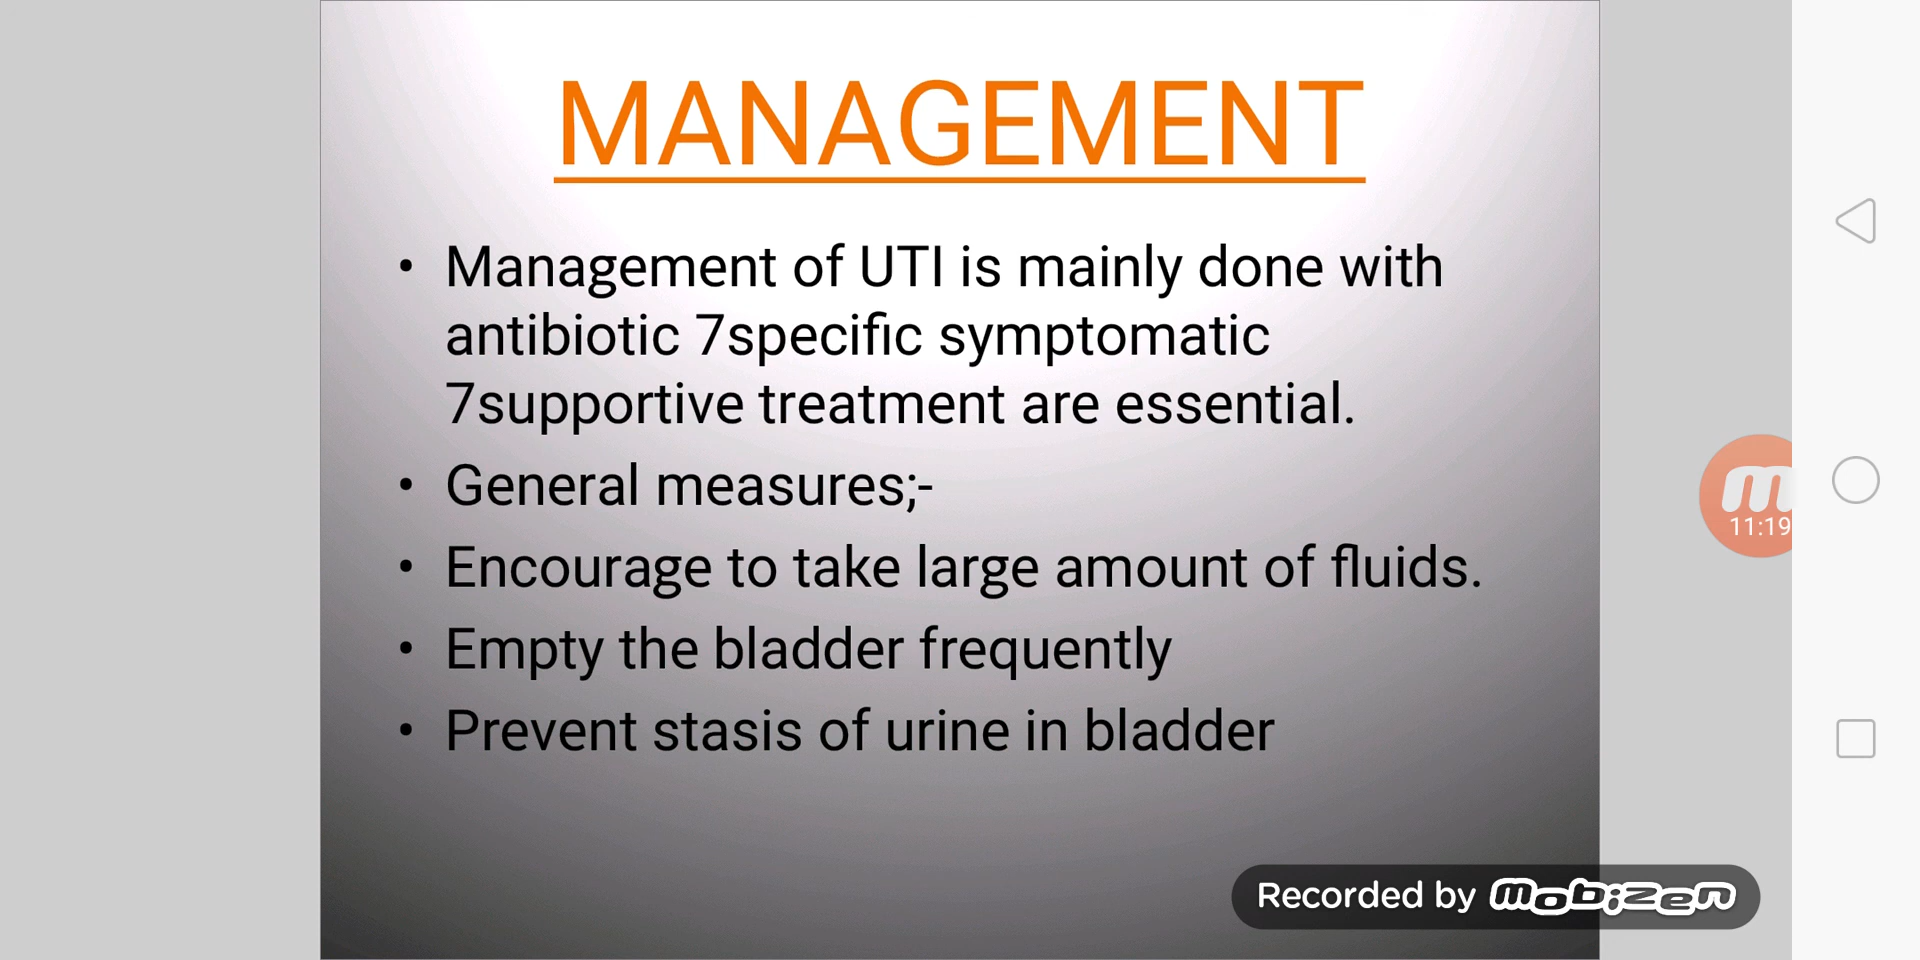 MANAGEMENT
• Management of UTI is mainly done with
antibiotic 7specific symptomatic
7supportive treatment are essential.
• General measures;-
• Encourage to take large amount of fluids.
• Empty the bladder frequently
• Prevent stasis of urine in bladder
m
11:19
Recorded by mobizen